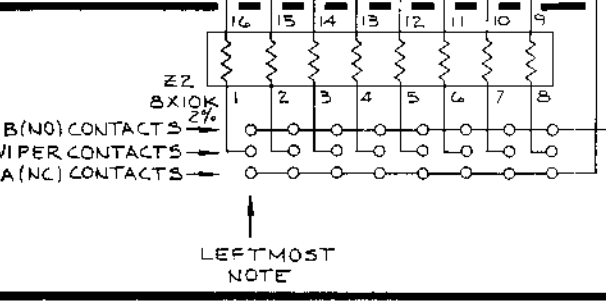 16 15 14 13 12 11 10 9
Z2
8X10K
2%
1 2 3 4 5 6 7 8
B(NO) CONTACTS
WIPER CONTACTS
A(NC) CONTACTS
LEFTMOST
NOTE